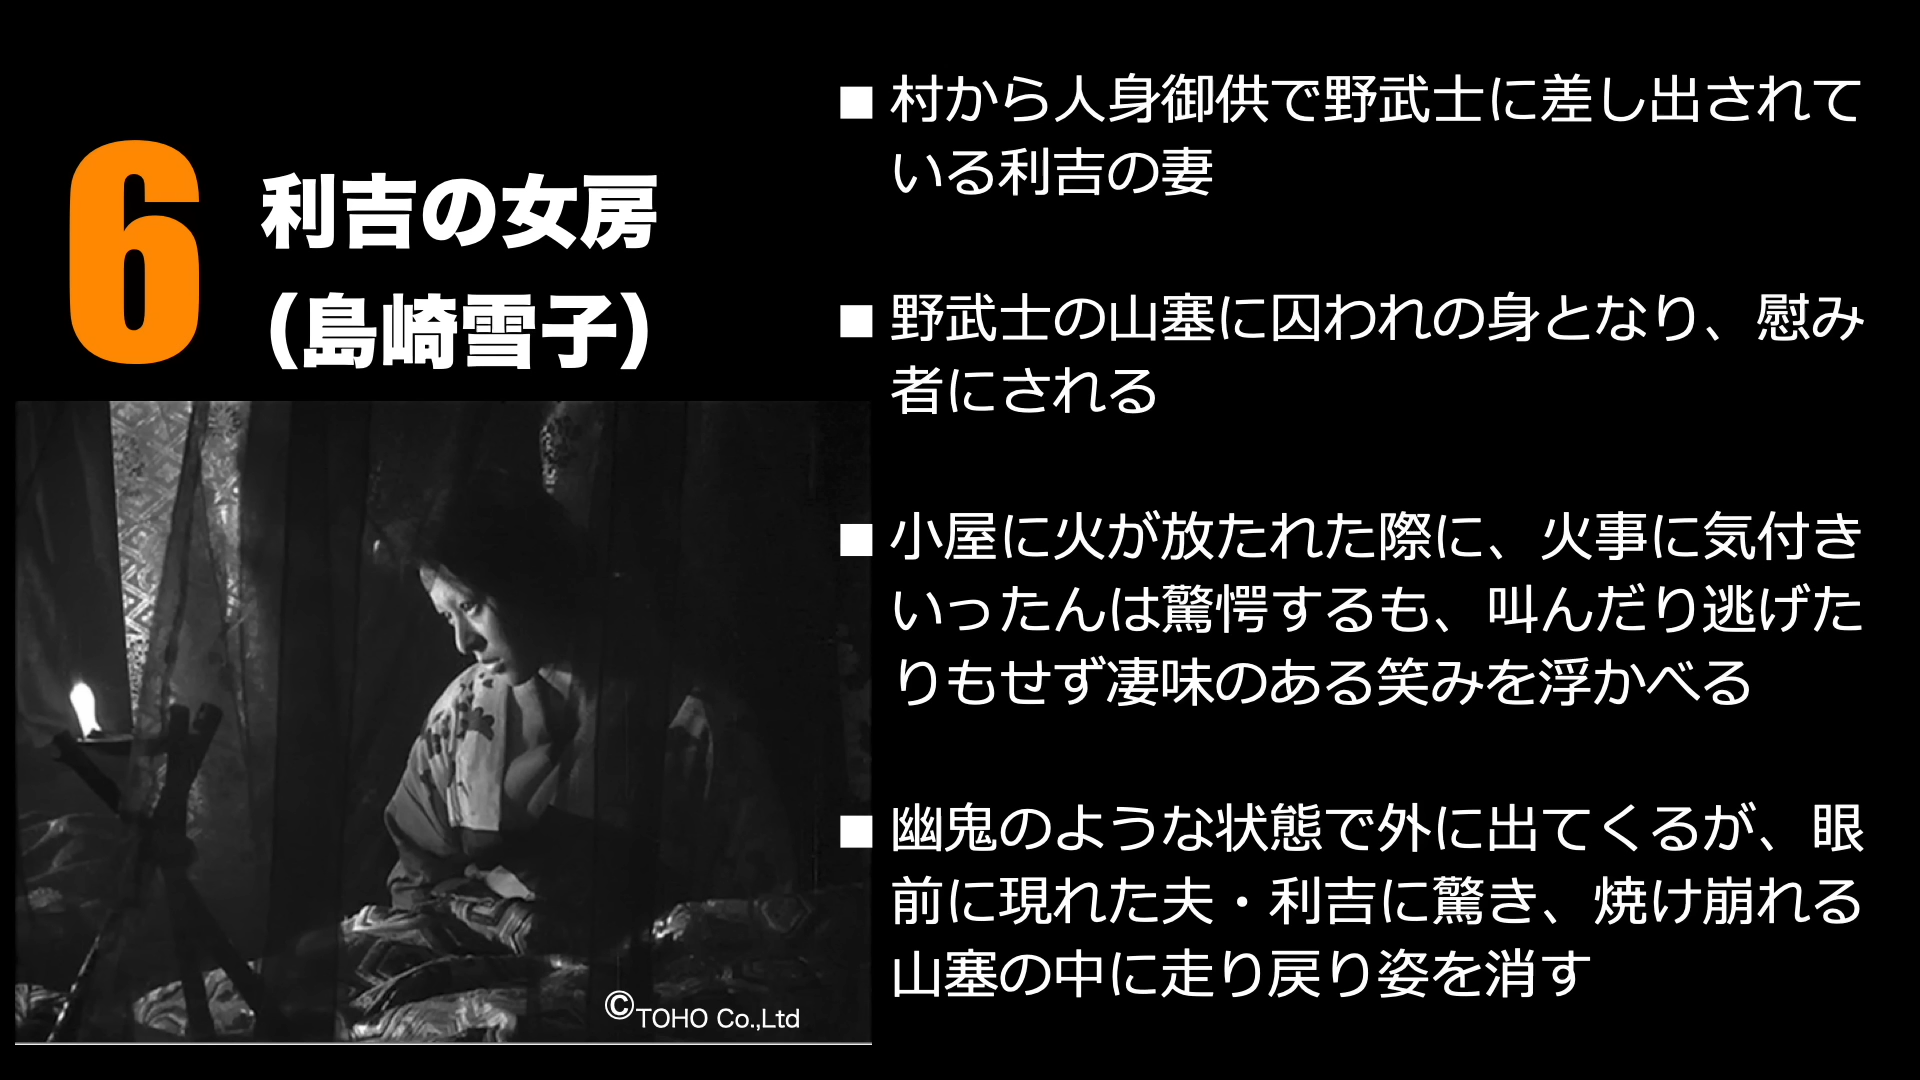 6
利吉の女房
(島崎雪子)
■ 村から人身御供で野武士に差し出されて
いる利吉の妻
■ 野武士の山塞に囚われの身となり、慰み
者にされる
■ 小屋に火が放たれた際に、火事に気付き
いったんは驚愕するも、叫んだり逃げた
りもせず凄味のある笑みを浮かべる
■ 幽鬼のような状態で外に出てくるが、眼
前に現れた夫・利吉に驚き、焼け崩れる
山塞の中に走り戻り姿を消す
©TOHO Co.,Ltd